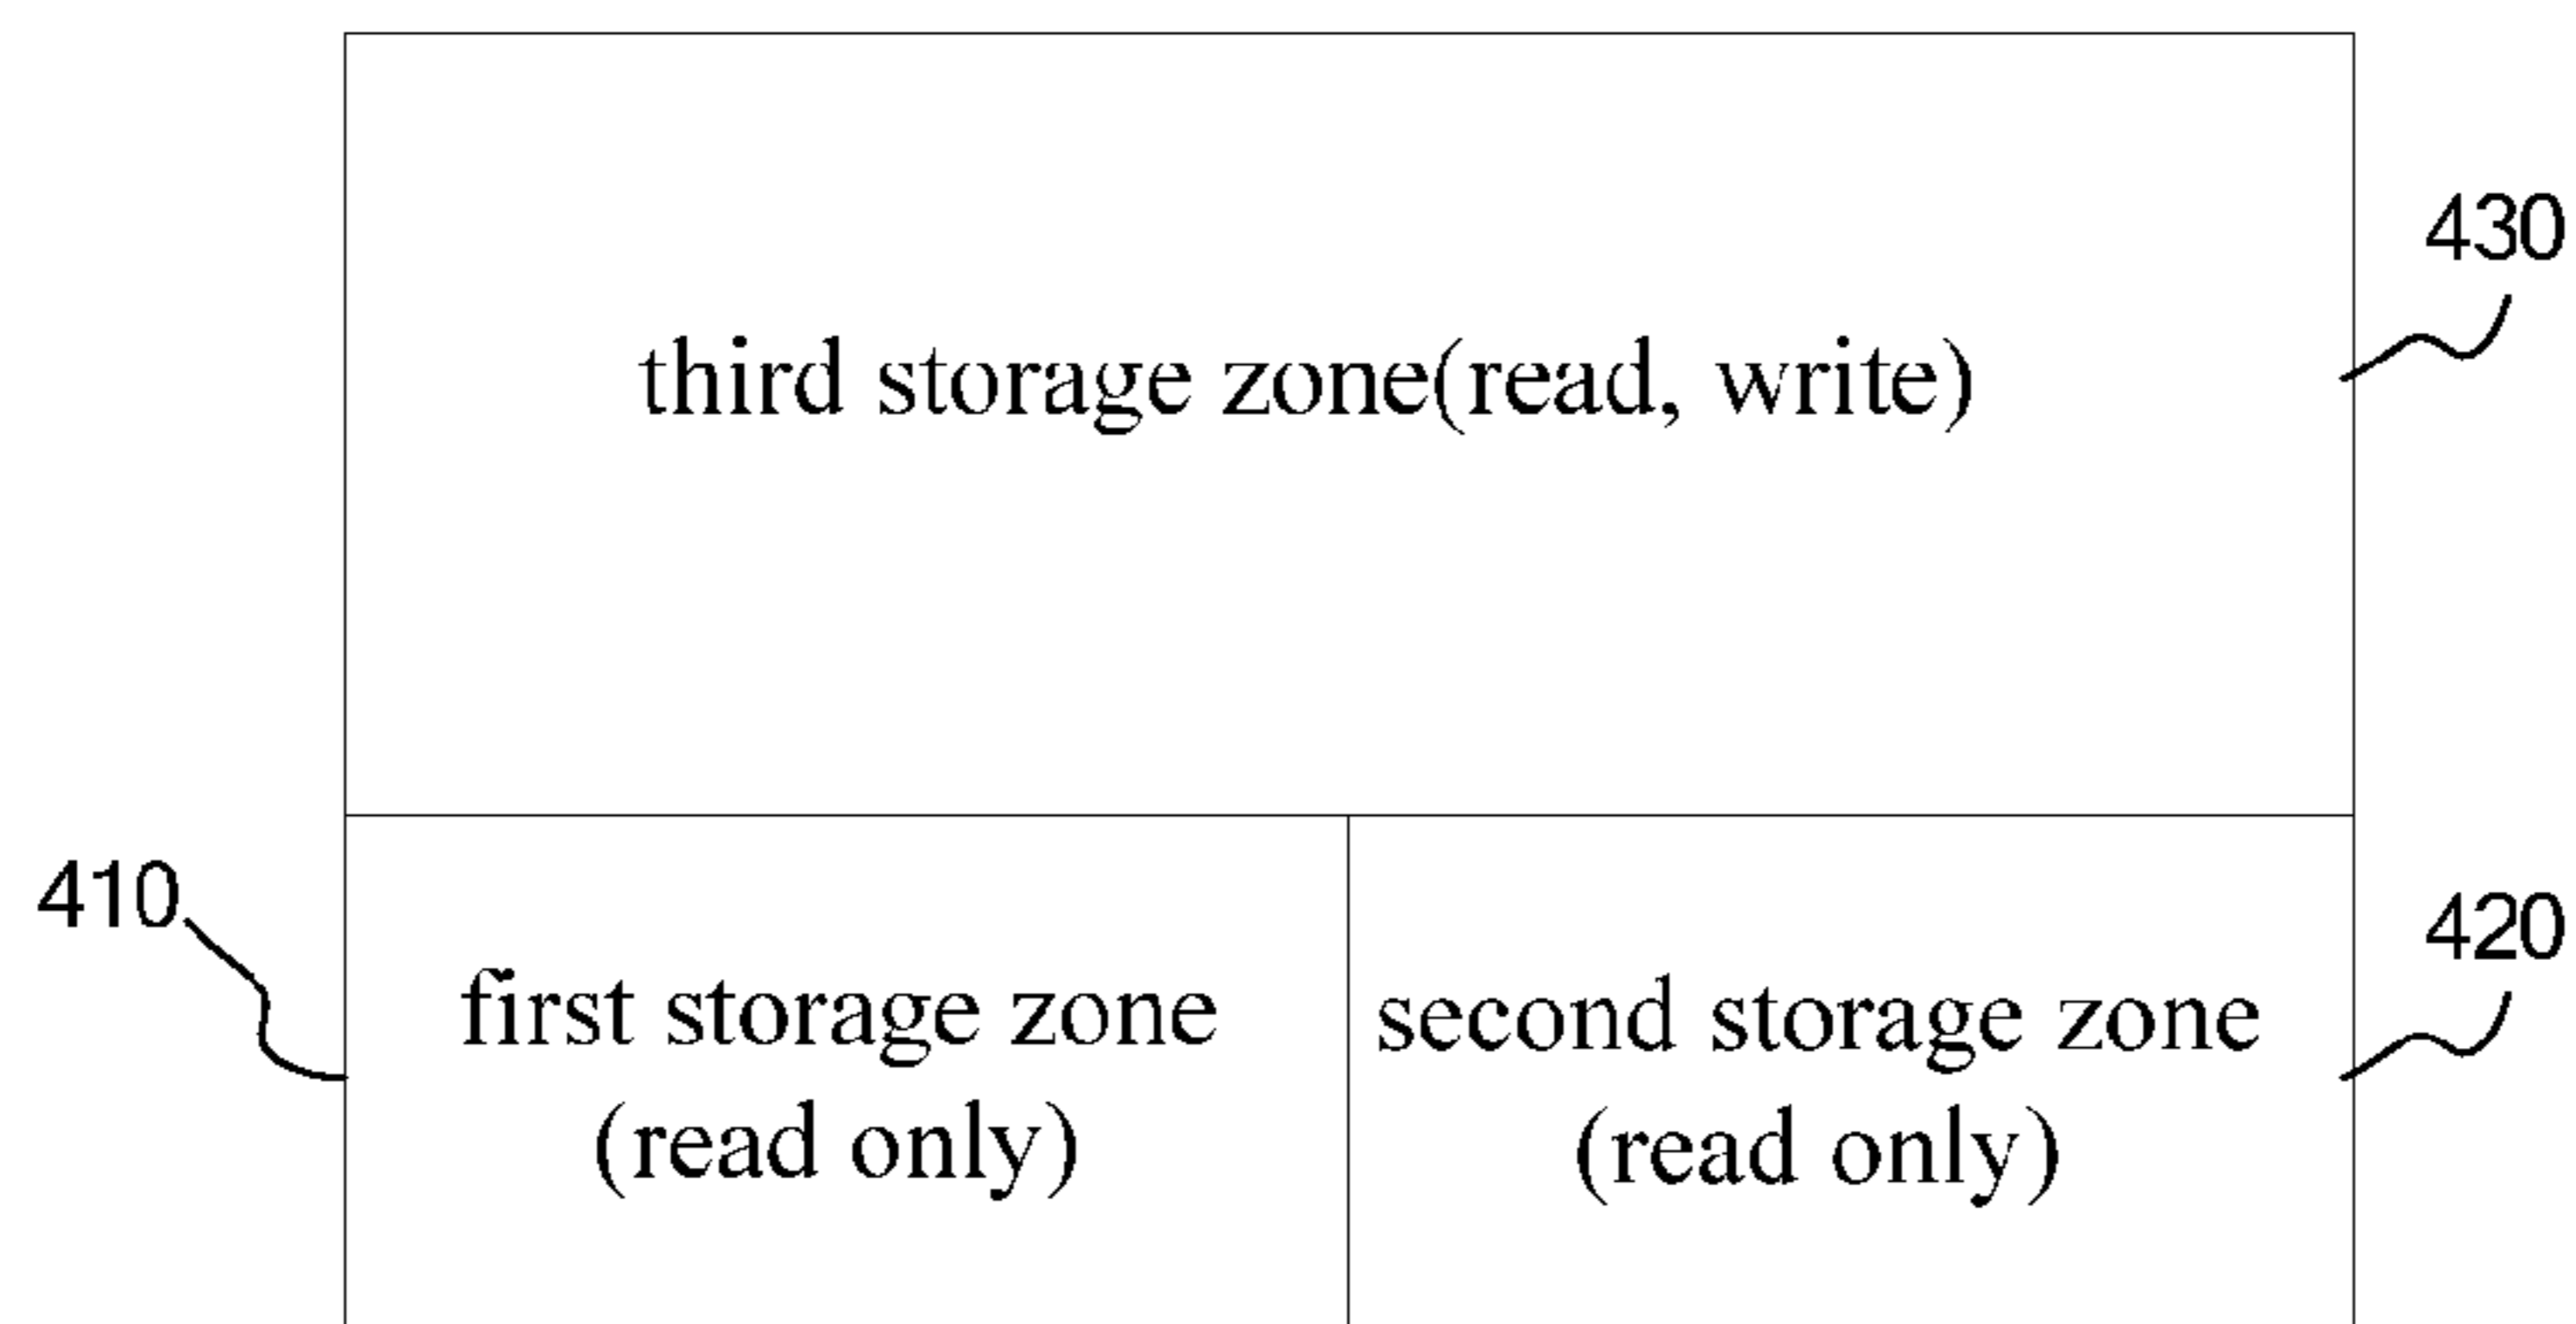 430
third storage zone(read, write)
410
420
first storage zone
(read only)
second storage zone
(read only)